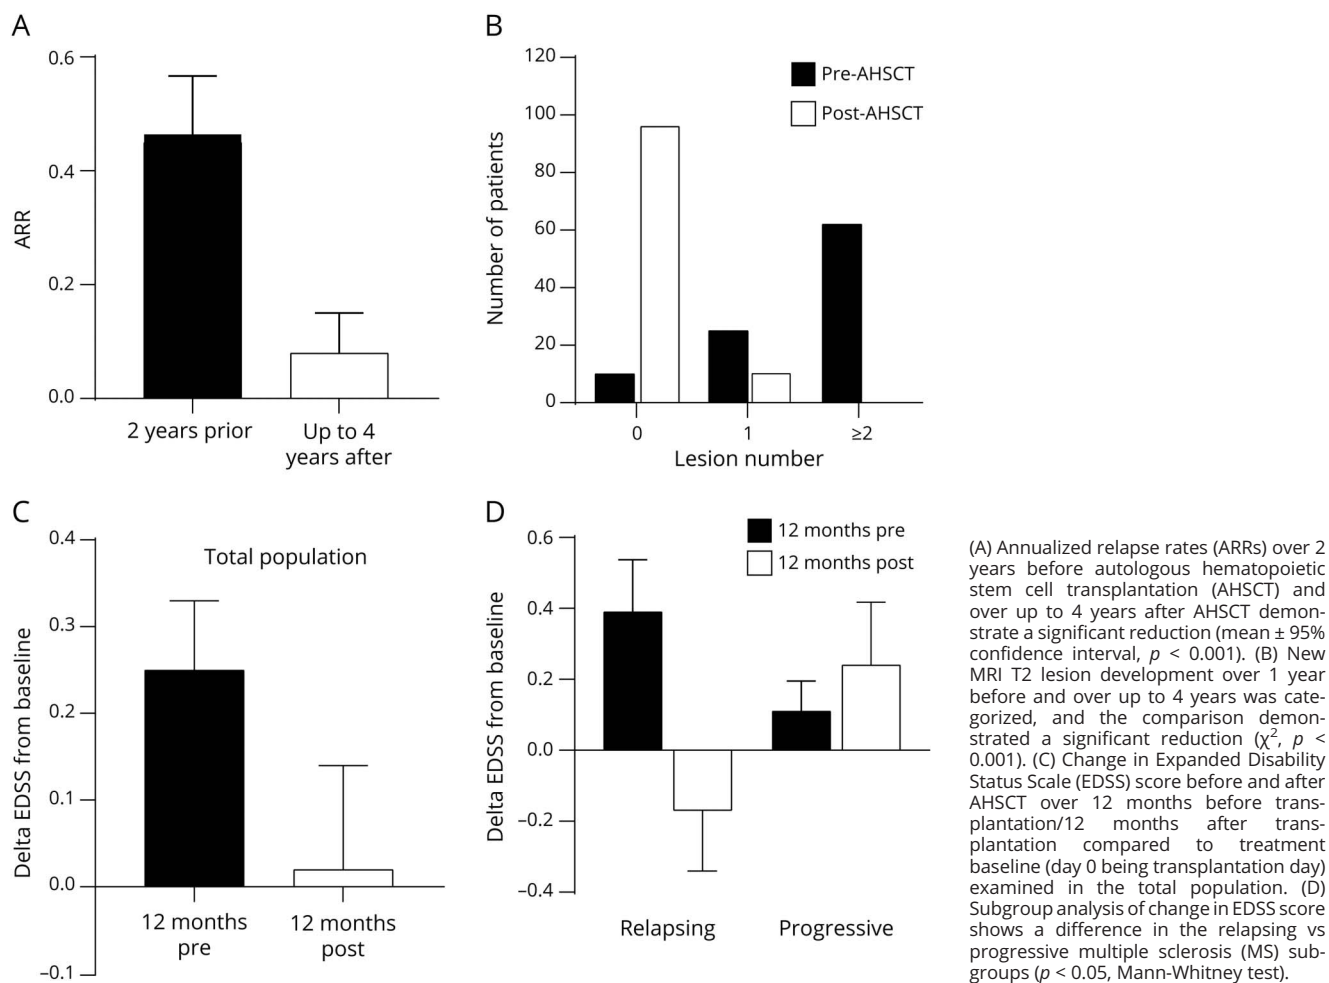 A
0.6
0.4
0.2
0.0
ARR
2 years prior
Up to 4
years after
B
120
100
80
60
40
20
0
Number of patients
Pre-AHSCT
Post-AHSCT
0
1
≥2
Lesion number
C
0.4
0.3
0.2
0.1
0.0
–0.1
Delta EDSS from baseline
Total population
12 months
pre
12 months
post
D
0.6
0.4
0.2
0.0
–0.2
–0.4
Delta EDSS from baseline
12 months pre
12 months post
Relapsing
Progressive
(A) Annualized relapse rates (ARRs) over 2
years before autologous hematopoietic
stem cell transplantation (AHSCT) and
over up to 4 years after AHSCT demon-
strate a significant reduction (mean ± 95%
confidence interval, p < 0.001). (B) New
MRI T2 lesion development over 1 year
before and over up to 4 years was cate-
gorized, and the comparison demon-
strated a significant reduction (χ², p <
0.001). (C) Change in Expanded Disability
Status Scale (EDSS) score before and after
AHSCT over 12 months before trans-
plantation/12 months after trans-
plantation compared to treatment
baseline (day 0 being transplantation day)
examined in the total population. (D)
Subgroup analysis of change in EDSS score
shows a difference in the relapsing vs
progressive multiple sclerosis (MS) sub-
groups (p < 0.05, Mann-Whitney test).